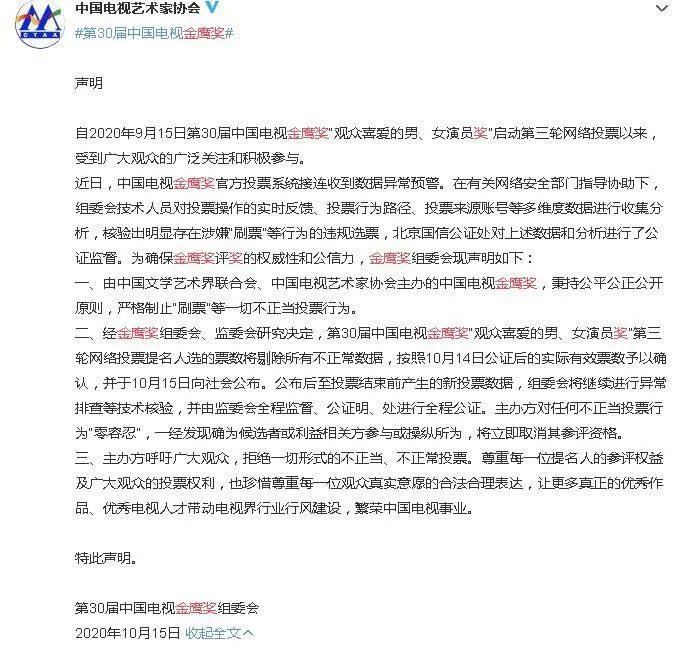 中国电视艺术家协会
CTAA
#第30届中国电视金鹰奖#
声明
自2020年9月15日第30届中国电视金鹰奖"观众喜爱的男、女演员奖"启动第三轮网络投票以来，
受到广大观众的广泛关注和积极参与。
近日，中国电视金鹰奖官方投票系统接连收到数据异常预警。在有关网络安全部门指导协助下，
组委会技术人员对投票操作的实时反馈、投票行为路径、投票来源账号等多维度数据进行收集分
析，核验出明显存在涉嫌"刷票"等行为的违规选票，北京国信公证处对上述数据和分析进行了公
证监督。为确保金鹰奖评奖的权威性和公信力，金鹰奖组委会现声明如下：
一、由中国文学艺术界联合会、中国电视艺术家协会主办的中国电视金鹰奖，秉持公平公正公开
原则，严格制止"刷票"等一切不正当投票行为。
二、经金鹰奖组委会、监委会研究决定，第30届中国电视金鹰奖"观众喜爱的男、女演员奖"第三
轮网络投票提名人选的票数将剔除所有不正常数据，按照10月14日公证后的实际有效票数予以确
认，并于10月15日向社会公布。公布后至投票结束前产生的新投票数据，组委会将继续进行异常
排查等技术核验，并由监委会全程监督、公证明、处进行全程公证。主办方对任何不正当投票行
为"零容忍"，一经发现确为候选者或利益相关方参与或操纵所为，将立即取消其参评资格。
三、主办方呼吁广大观众，拒绝一切形式的不正当、不正常投票。尊重每一位提名人的参评权益
及广大观众的投票权利，也珍惜尊重每一位观众真实意愿的合法合理表达，让更多真正的优秀作
品、优秀电视人才带动电视界行业行风建设，繁荣中国电视事业。
特此声明。
第30届中国电视金鹰奖组委会
2020年10月15日 收起全文